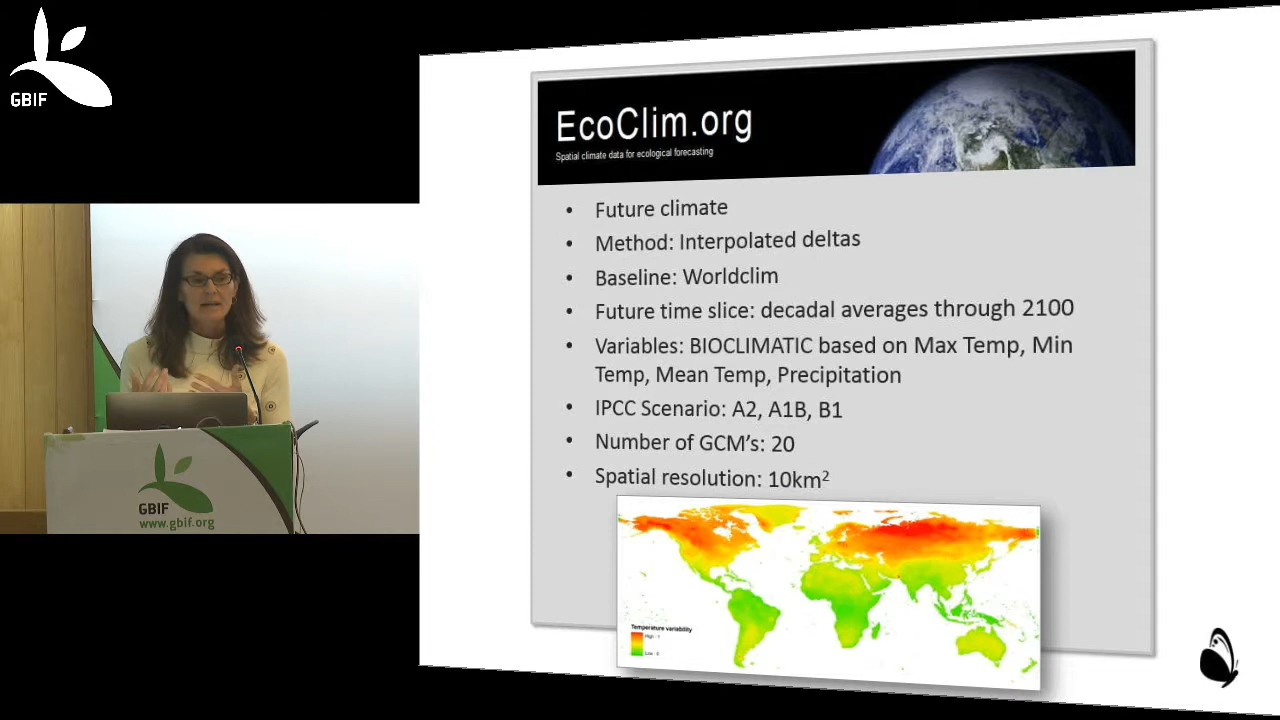 GBIF
EcoClim.org
Spatial climate data for ecological forecasting
• Future climate
• Method: Interpolated deltas
• Baseline: Worldclim
• Future time slice: decadal averages through 2100
• Variables: BIOCLIMATIC based on Max Temp, Min
Temp, Mean Temp, Precipitation
• IPCC Scenario: A2, A1B, B1
• Number of GCM’s: 20
• Spatial resolution: 10km²
Temperature variability
High : 1
Low : 0
GBIF
www.gbif.org